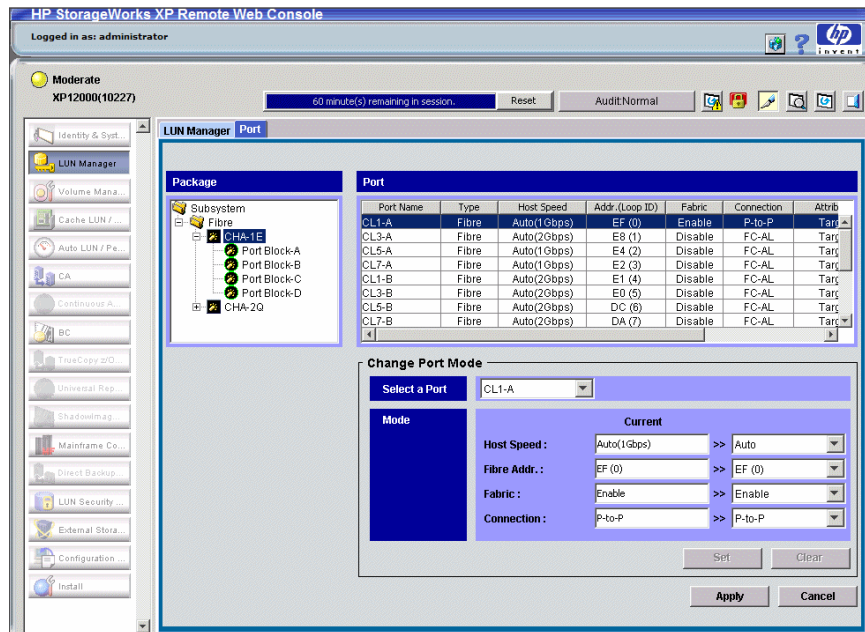 HP StorageWorks XP Remote Web Console
Logged in as: administrator
hp
invent
Moderate
XP12000(10227)
60 minute(s) remaining in session.
Reset
Audit:Normal
Identity & Syst...
LUN Manager
Volume Mana...
Cache LUN / ...
Auto LUN / Pe...
CA
Continuous A...
BC
TrueCopy z/O...
Universal Rep...
ShadowImag...
Mainframe Co...
Direct Backup...
LUN Security ...
External Stora...
Configuration ...
Install
LUN Manager Port
Package
Subsystem
Fibre
CHA-1E
Port Block-A
Port Block-B
Port Block-C
Port Block-D
CHA-2Q
Port
Port Name Type Host Speed Addr.(Loop ID) Fabric Connection Attrib
CL1-A Fibre Auto(1Gbps) EF (0) Enable P-to-P Targ
CL3-A Fibre Auto(2Gbps) E8 (1) Disable FC-AL Targ
CL5-A Fibre Auto(2Gbps) E4 (2) Disable FC-AL Targ
CL7-A Fibre Auto(1Gbps) E2 (3) Disable FC-AL Targ
CL1-B Fibre Auto(2Gbps) E1 (4) Disable FC-AL Targ
CL3-B Fibre Auto(2Gbps) E0 (5) Disable FC-AL Targ
CL5-B Fibre Auto(2Gbps) DC (6) Disable FC-AL Targ
CL7-B Fibre Auto(2Gbps) DA (7) Disable FC-AL Targ
Change Port Mode
Select a Port CL1-A
Mode
Current
Host Speed : Auto(1Gbps) >> Auto
Fibre Addr. : EF (0) >> EF (0)
Fabric : Enable >> Enable
Connection : P-to-P >> P-to-P
Set Clear
Apply Cancel